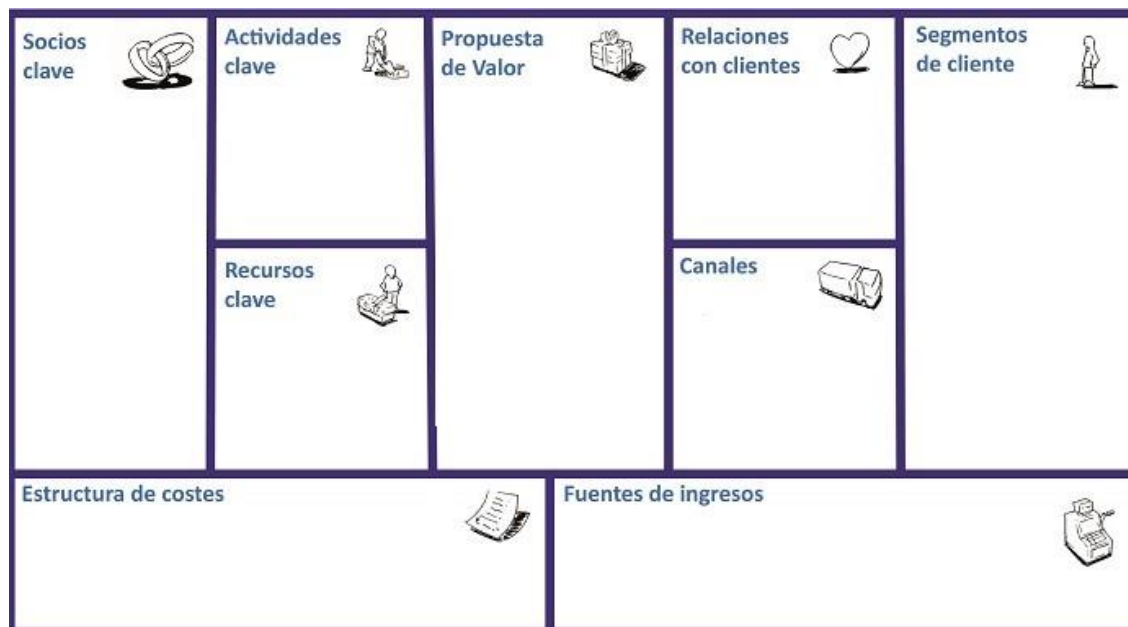 Socios
clave
Actividades
clave
Propuesta
de Valor
Relaciones
con clientes
Segmentos
de cliente
Recursos
clave
Canales
Estructura de costes
Fuentes de ingresos